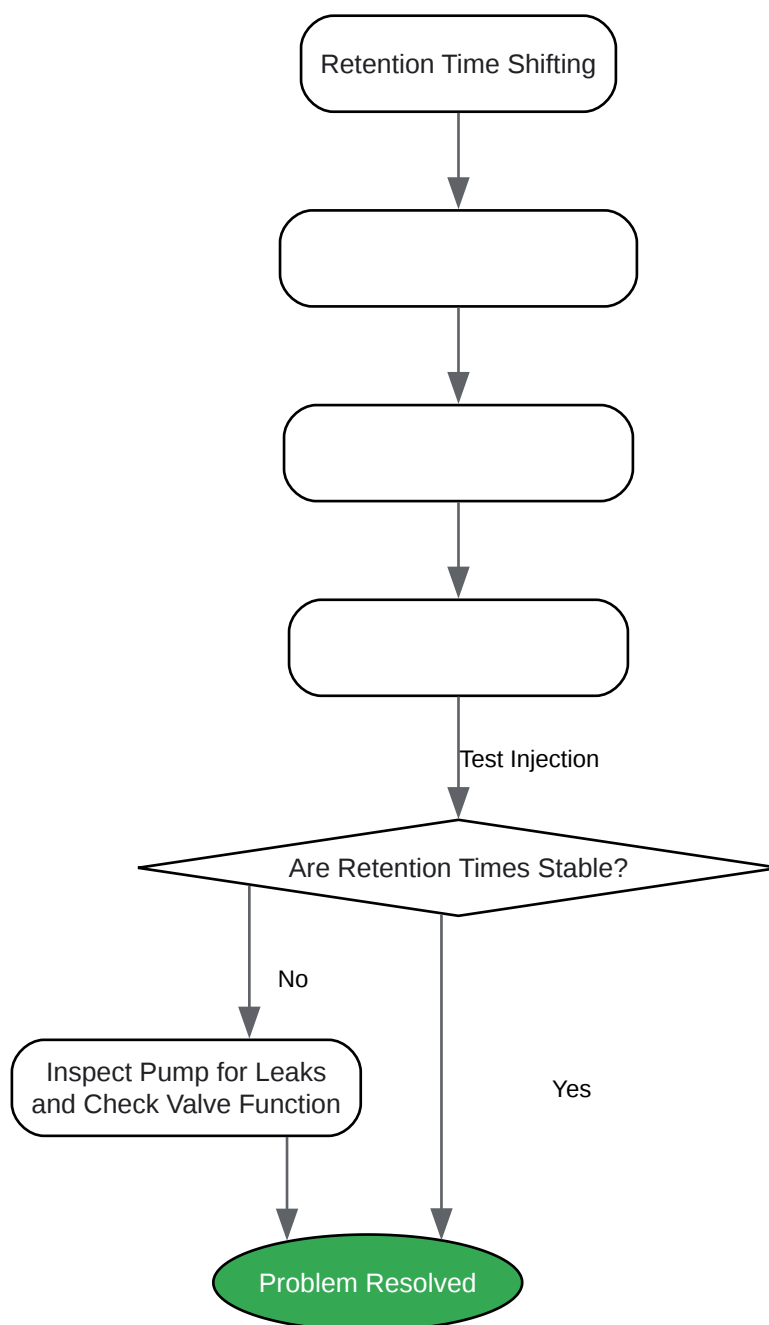 Retention Time Shifting
Test Injection
Are Retention Times Stable?
No
Inspect Pump for Leaks
and Check Valve Function
Yes
Problem Resolved